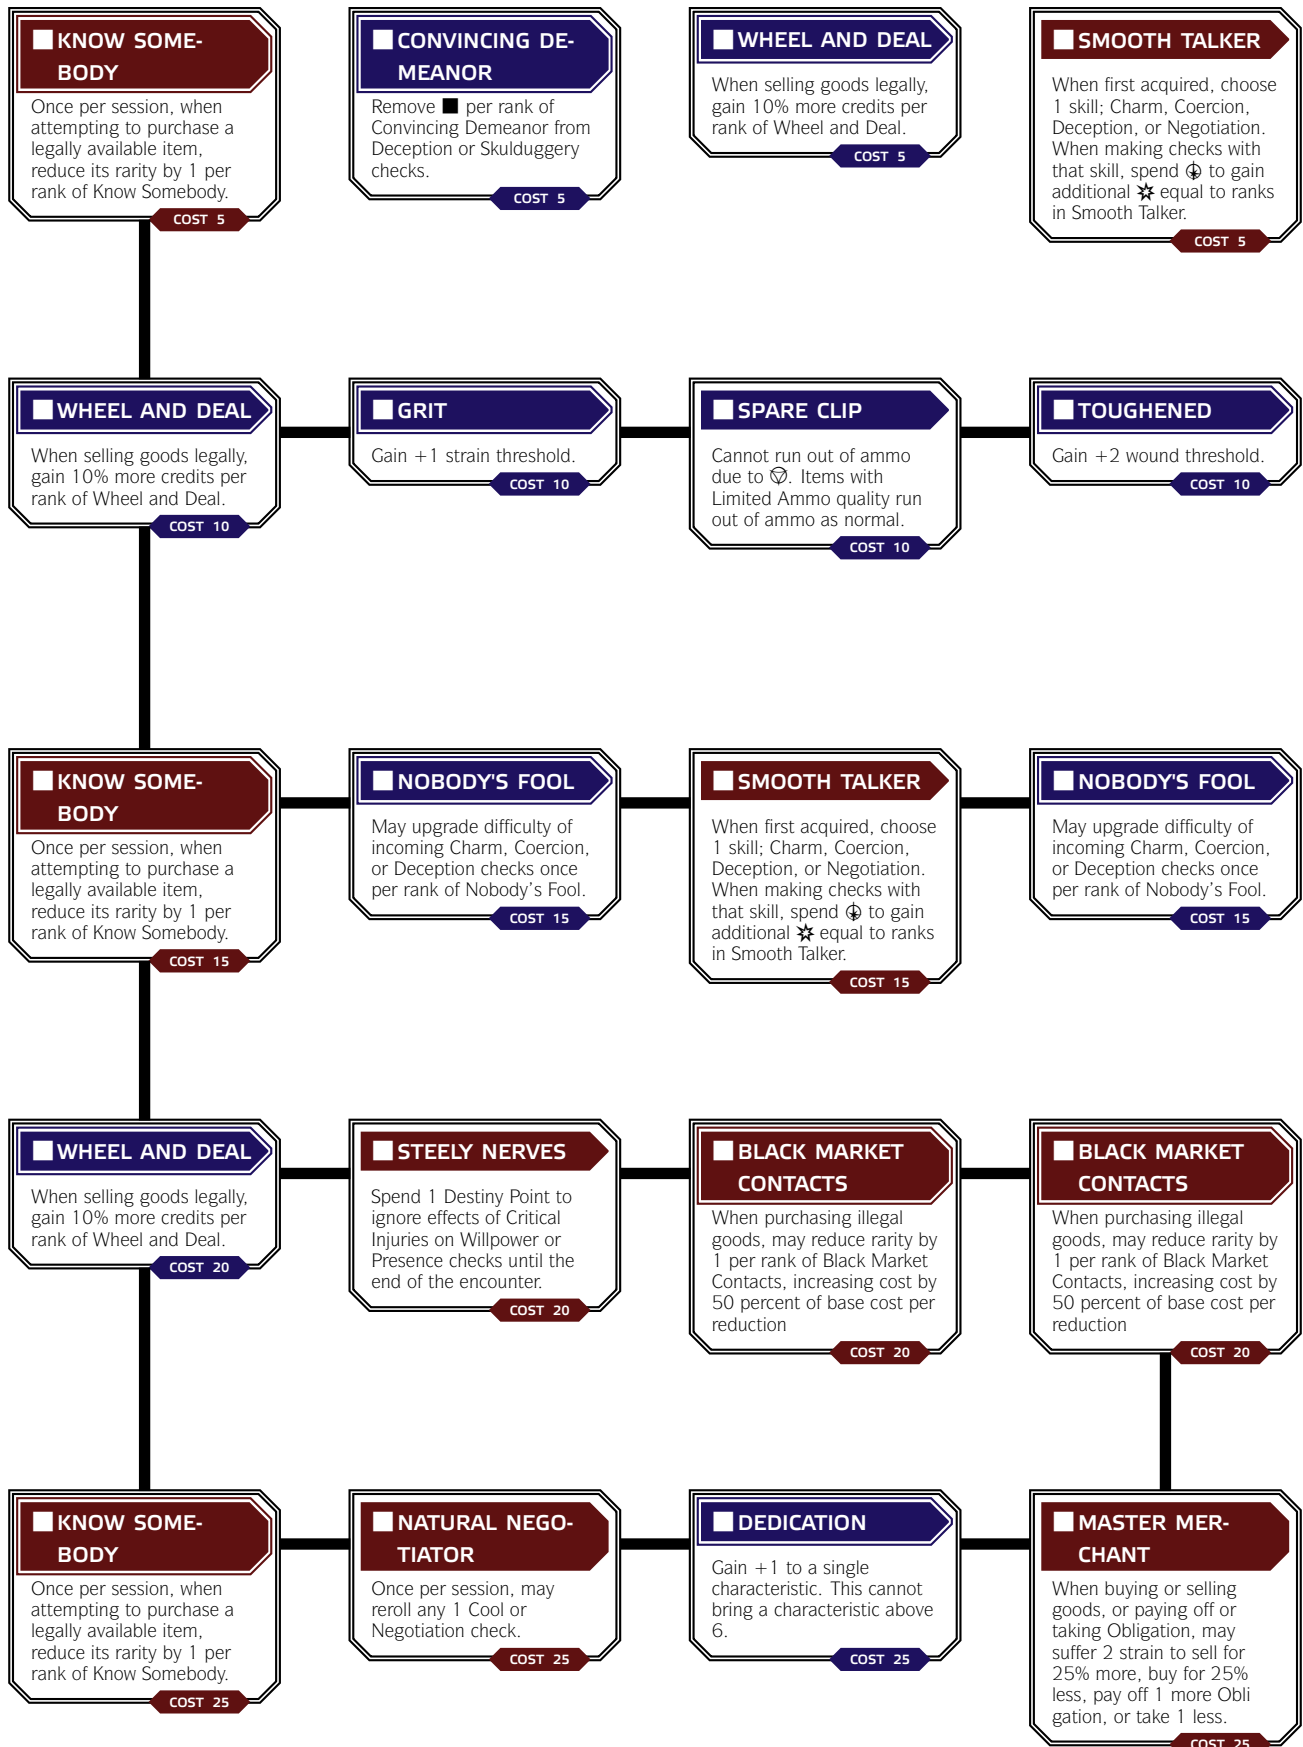 KNOW SOME-
BODY
Once per session, when
attempting to purchase a
legally available item,
reduce its rarity by 1 per
rank of Know Somebody.
COST 5
CONVINCING DE-
MEANOR
Remove ■ per rank of
Convincing Demeanor from
Deception or Skulduggery
checks.
COST 5
WHEEL AND DEAL
When selling goods legally,
gain 10% more credits per
rank of Wheel and Deal.
COST 5
SMOOTH TALKER
When first acquired, choose
1 skill; Charm, Coercion,
Deception, or Negotiation.
When making checks with
that skill, spend to gain
additional equal to ranks
in Smooth Talker.
COST 5
WHEEL AND DEAL
When selling goods legally,
gain 10% more credits per
rank of Wheel and Deal.
COST 10
GRIT
Gain +1 strain threshold.
COST 10
SPARE CLIP
Cannot run out of ammo
due to . Items with
Limited Ammo quality run
out of ammo as normal.
COST 10
TOUGHENED
Gain +2 wound threshold.
COST 10
KNOW SOME-
BODY
Once per session, when
attempting to purchase a
legally available item,
reduce its rarity by 1 per
rank of Know Somebody.
COST 15
NOBODY'S FOOL
May upgrade difficulty of
incoming Charm, Coercion,
or Deception checks once
per rank of Nobody's Fool.
COST 15
SMOOTH TALKER
When first acquired, choose
1 skill; Charm, Coercion,
Deception, or Negotiation.
When making checks with
that skill, spend to gain
additional equal to ranks
in Smooth Talker.
COST 15
NOBODY'S FOOL
May upgrade difficulty of
incoming Charm, Coercion,
or Deception checks once
per rank of Nobody's Fool.
COST 15
WHEEL AND DEAL
When selling goods legally,
gain 10% more credits per
rank of Wheel and Deal.
COST 20
STEELY NERVES
Spend 1 Destiny Point to
ignore effects of Critical
Injuries on Willpower or
Presence checks until the
end of the encounter.
COST 20
BLACK MARKET
CONTACTS
When purchasing illegal
goods, may reduce rarity by
1 per rank of Black Market
Contacts, increasing cost by
50 percent of base cost per
reduction
COST 20
BLACK MARKET
CONTACTS
When purchasing illegal
goods, may reduce rarity by
1 per rank of Black Market
Contacts, increasing cost by
50 percent of base cost per
reduction
COST 20
KNOW SOME-
BODY
Once per session, when
attempting to purchase a
legally available item,
reduce its rarity by 1 per
rank of Know Somebody.
COST 25
NATURAL NEGO-
TIATOR
Once per session, may
reroll any 1 Cool or
Negotiation check.
COST 25
DEDICATION
Gain +1 to a single
characteristic. This cannot
bring a characteristic above
6.
COST 25
MASTER MER-
CHANT
When buying or selling
goods, or paying off or
taking Obligation, may
suffer 2 strain to sell for
25% more, buy for 25%
less, pay off 1 more Obli
gation, or take 1 less.
COST 25